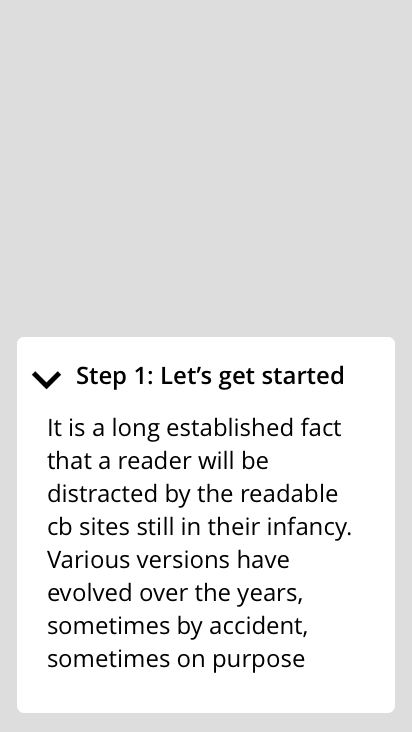 Step 1: Let’s get started
It is a long established fact
that a reader will be
distracted by the readable
cb sites still in their infancy.
Various versions have
evolved over the years,
sometimes by accident,
sometimes on purpose